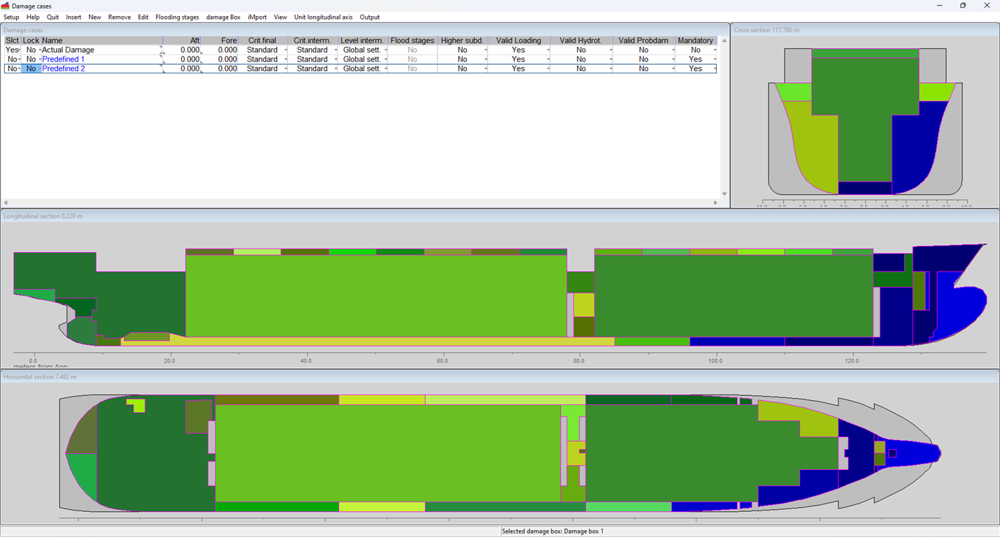 Damage cases
Setup Help Quit Insert New Remove Edit Flooding stages damage Box iMport View Unit longitudinal axis Output
Damage cases
Slct Lock Name Aft Fore Crit.final Crit.interm. Level interm. Flood.stages Higher subd. Valid Loading Valid Hydrot. Valid Probdam Mandatory
Yes No Actual Damage 0.000 0.000 Standard Standard Global sett. No No Yes No No No
No No Predefined 1 0.000 0.000 Standard Standard Global sett. No No Yes No No Yes
No No Predefined 2 0.000 0.000 Standard Standard Global sett. No No Yes No No Yes
Cross section 117.780 m
Longitudinal section 0.220 m
0.0 20.0 40.0 60.0 80.0 100.0 120.0
meters from App
Horizontal section 7.482 m
Selected damage box: Damage box 1